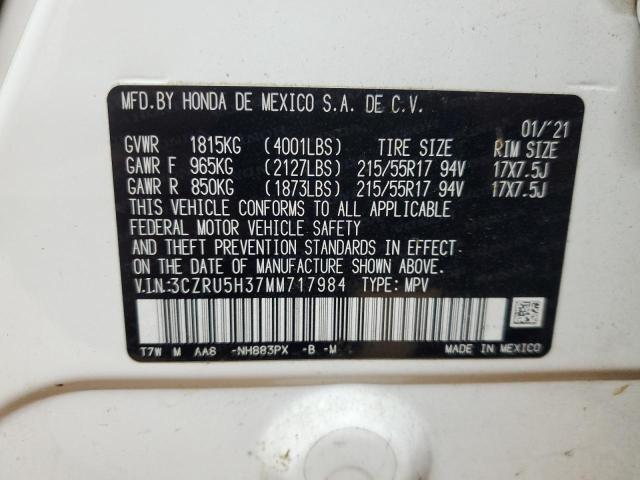 MFD.BY HONDA DE MEXICO S.A. DE C.V.
01/'21
GVWR 1815KG (4001LBS) TIRE SIZE RIM SIZE
GAWR F 965KG (2127LBS) 215/55R17 94V 17X7.5J
GAWR R 850KG (1873LBS) 215/55R17 94V 17X7.5J
THIS VEHICLE CONFORMS TO ALL APPLICABLE
FEDERAL MOTOR VEHICLE SAFETY
AND THEFT PREVENTION STANDARDS IN EFFECT
ON THE DATE OF MANUFACTURE SHOWN ABOVE.
V.I.N.:3CZRU5H37MM717984 TYPE: MPV
T7W M AA8 -NH883PX -B -M MADE IN MEXICO